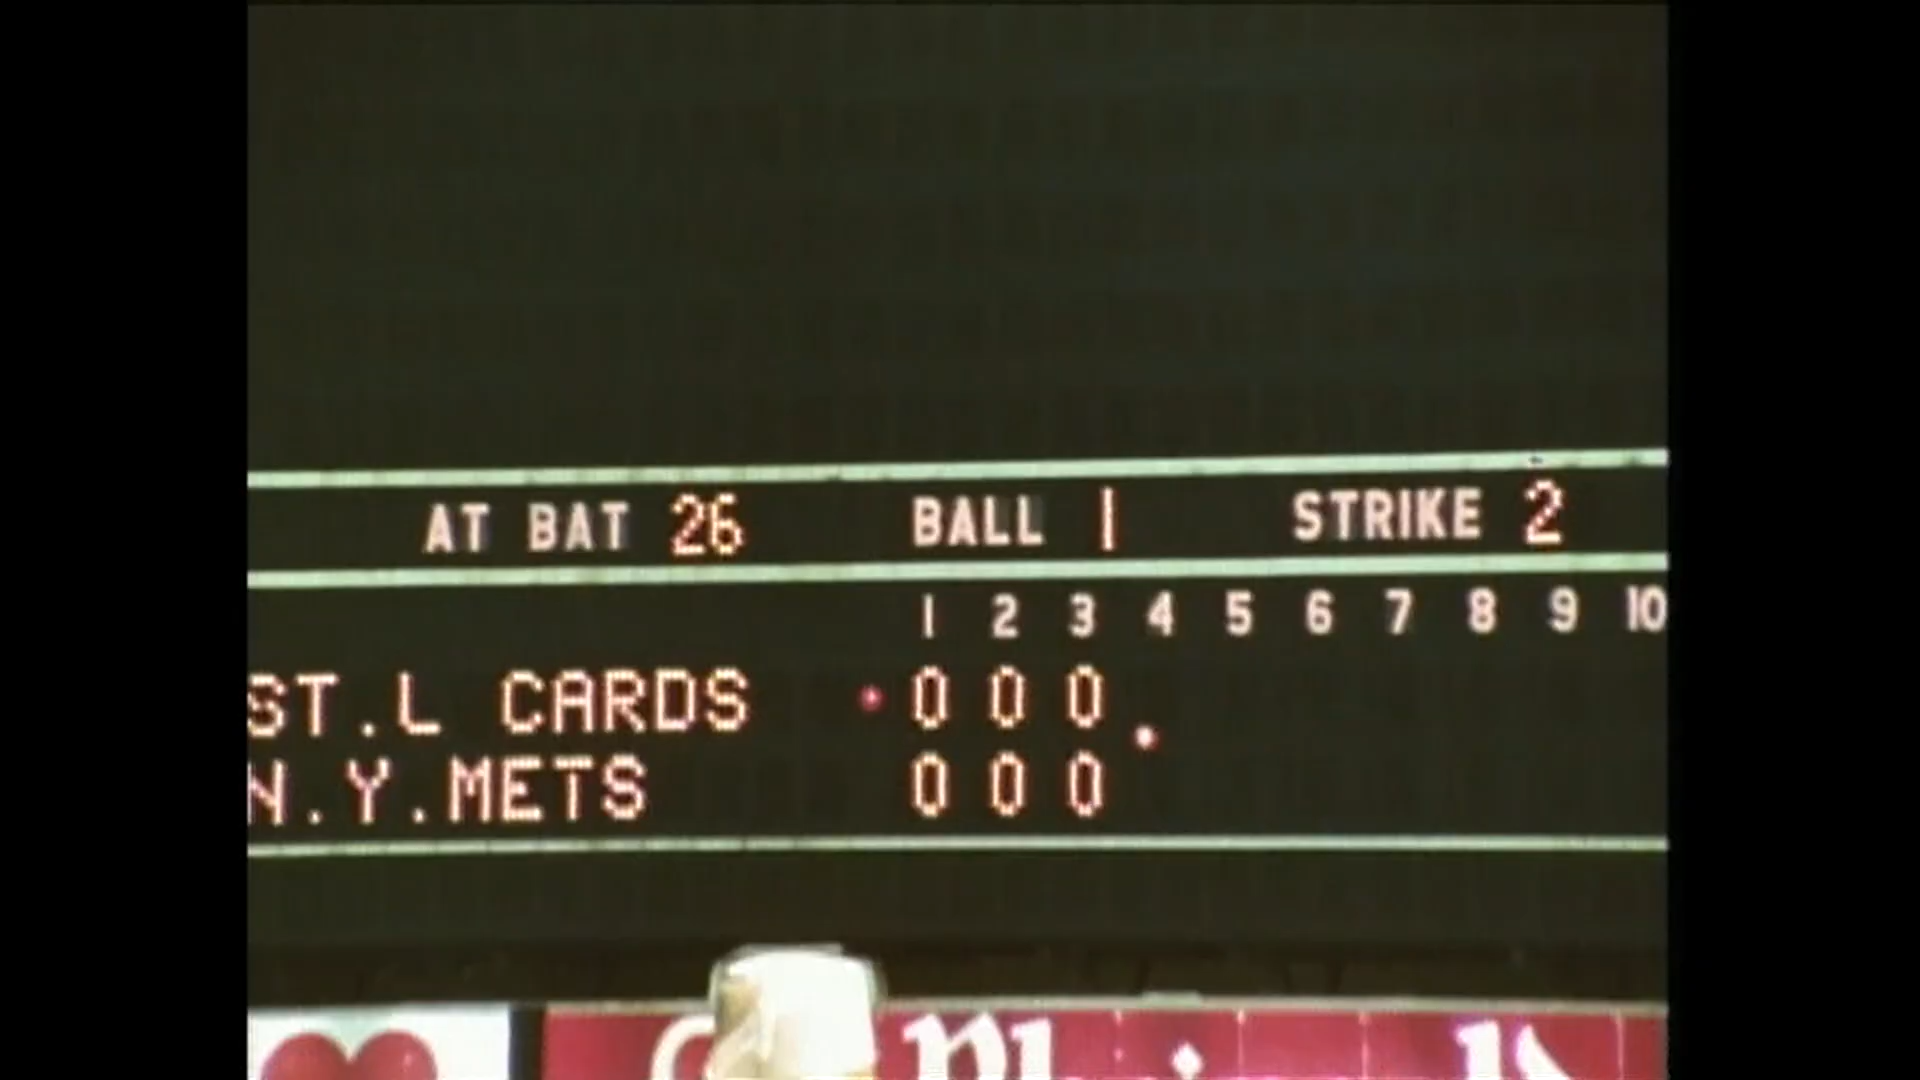 AT BAT 26 BALL 1 STRIKE 2
1 2 3 4 5 6 7 8 9 10
ST.L CARDS 0 0 0
N.Y.METS 0 0 0